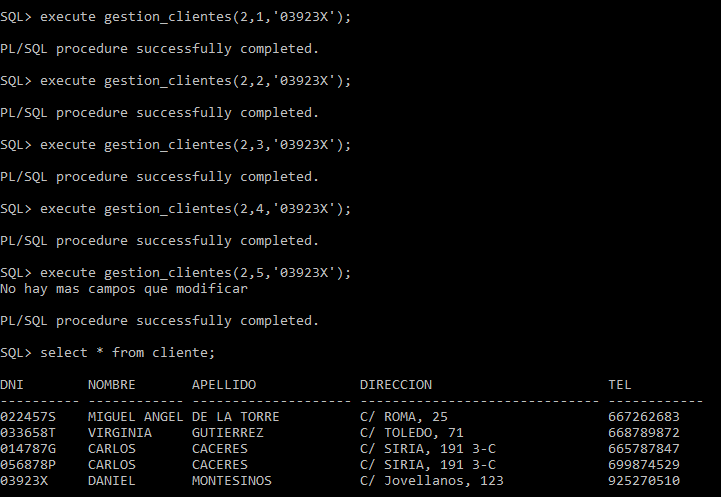 SQL> execute gestion_clientes(2,1,'03923X');
PL/SQL procedure successfully completed.
SQL> execute gestion_clientes(2,2,'03923X');
PL/SQL procedure successfully completed.
SQL> execute gestion_clientes(2,3,'03923X');
PL/SQL procedure successfully completed.
SQL> execute gestion_clientes(2,4,'03923X');
PL/SQL procedure successfully completed.
SQL> execute gestion_clientes(2,5,'03923X');
No hay mas campos que modificar
PL/SQL procedure successfully completed.
SQL> select * from cliente;
DNI        NOMBRE       APELLIDO             DIRECCION                      TEL
---------- ------------ -------------------- ------------------------------ ------------
022457S    MIGUEL ANGEL DE LA TORRE          C/ ROMA, 25                    667262683
033658T    VIRGINIA     GUTIERREZ            C/ TOLEDO, 71                  668789872
014787G    CARLOS       CACERES              C/ SIRIA, 191 3-C              665787847
056878P    CARLOS       CACERES              C/ SIRIA, 191 3-C              699874529
03923X     DANIEL       MONTESINOS           C/ Jovellanos, 123             925270510